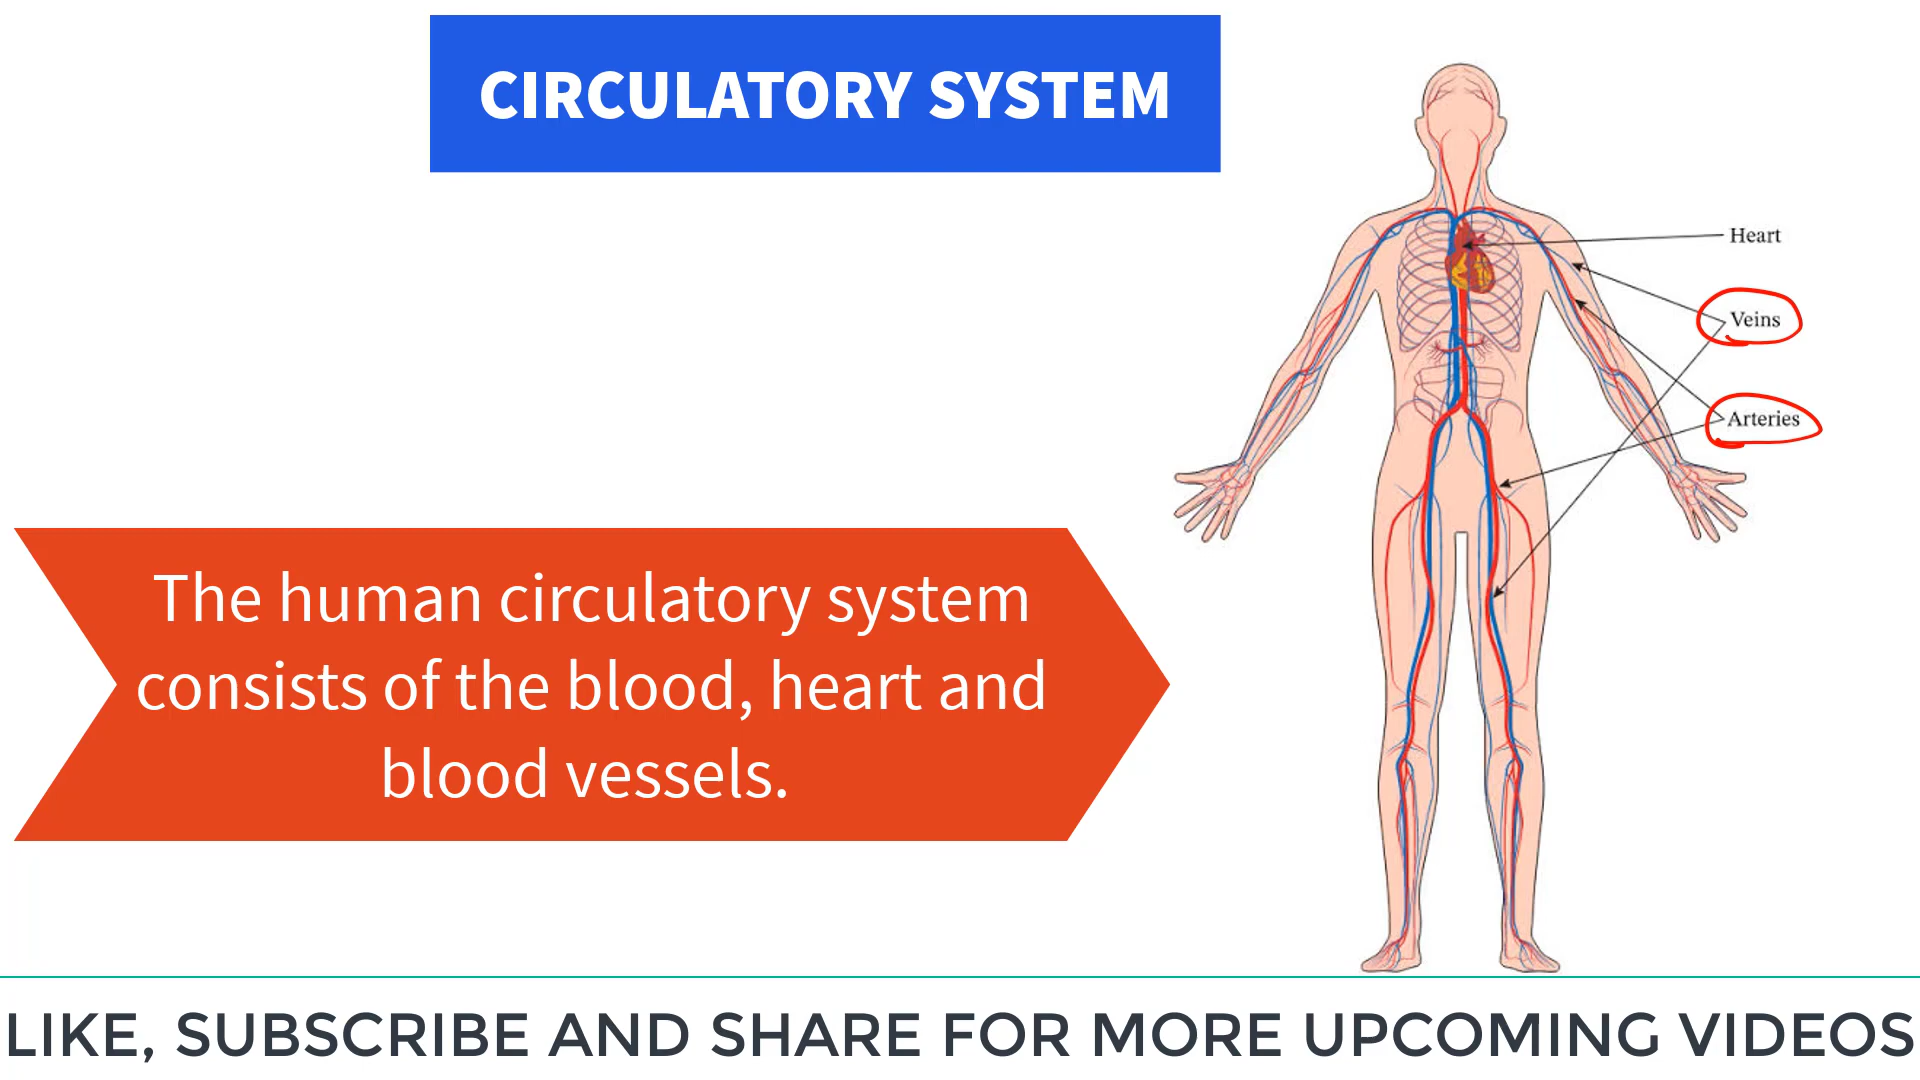 CIRCULATORY SYSTEM
Heart
Veins
Arteries
The human circulatory system
consists of the blood, heart and
blood vessels.
LIKE, SUBSCRIBE AND SHARE FOR MORE UPCOMING VIDEOS